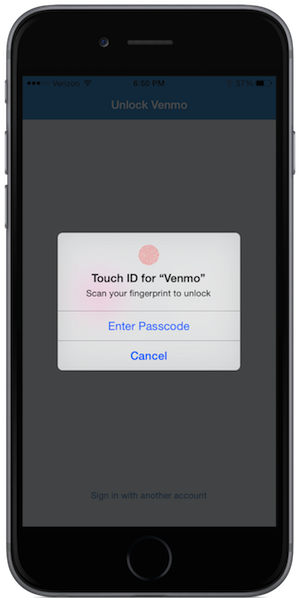 Verizon 6:55 PM 57%
Unlock Venmo
Touch ID for “Venmo”
Scan your fingerprint to unlock
Enter Passcode
Cancel
Sign in with another account